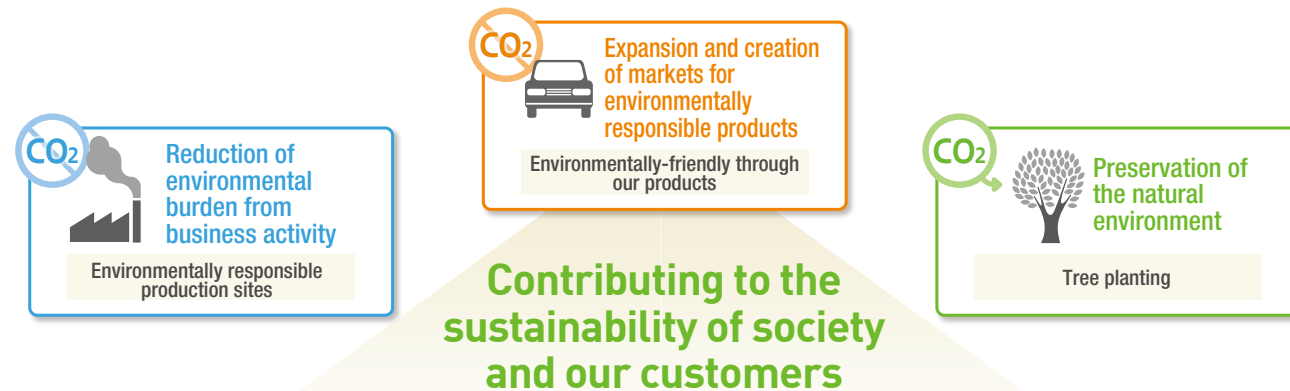 CO2
Reduction of
environmental
burden from
business activity
Environmentally responsible
production sites
CO2
Expansion and creation
of markets for
environmentally
responsible products
Environmentally-friendly through
our products
CO2
Preservation of
the natural
environment
Tree planting
Contributing to the
sustainability of society
and our customers